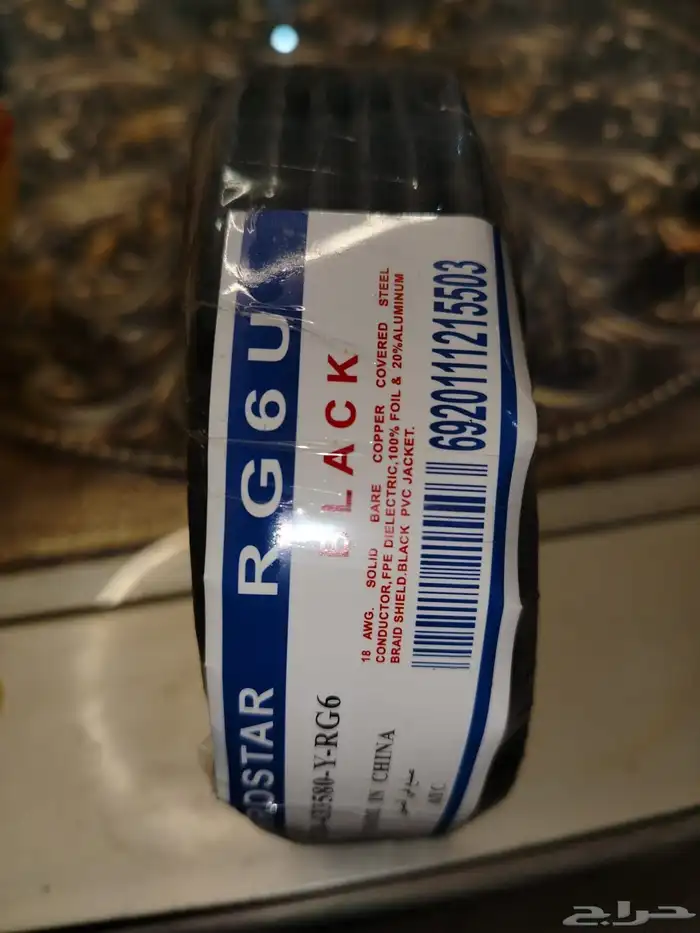 RG6U
BLACK
18 AWG. SOLID BARE COPPER COVERED STEEL
CONDUCTOR,FPE DIELECTRIC,100% FOIL & 20%ALUMINUM
BRAID SHIELD.BLACK PVC JACKET.
6920111215503
580-Y-RG6
IN CHINA
حراج